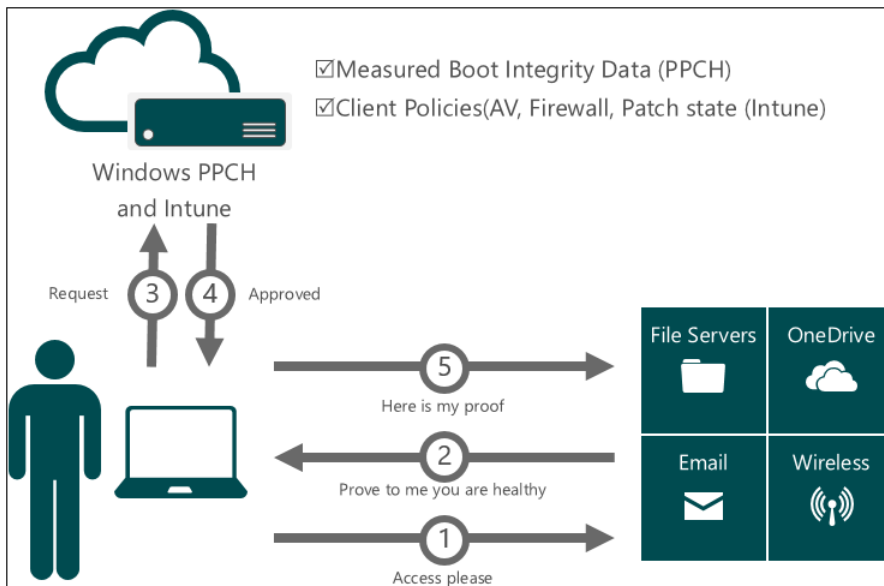 ☑Measured Boot Integrity Data (PPCH)
☑Client Policies(AV, Firewall, Patch state (Intune)
Windows PPCH
and Intune
Request
3
4
Approved
5
Here is my proof
2
Prove to me you are healthy
1
Access please
File Servers
OneDrive
Email
Wireless